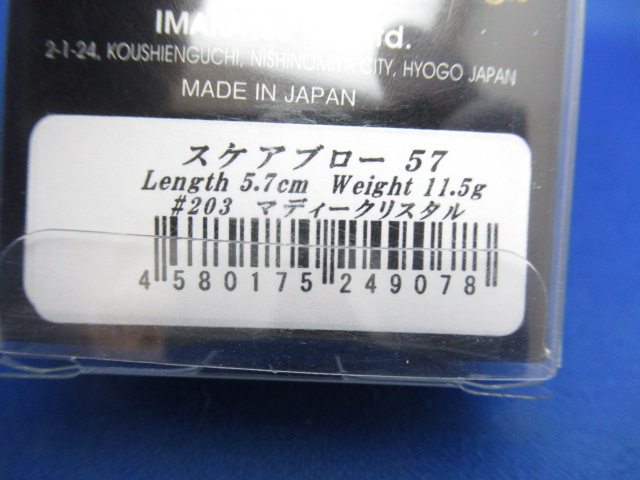 2-1-24, KOUSHIENGUCHI, NISHINOMIYA CITY, HYOGO JAPAN
MADE IN JAPAN
スケアブロー 57
Length 5.7cm Weight 11.5g
#203 マディークリスタル
4 580175 249078